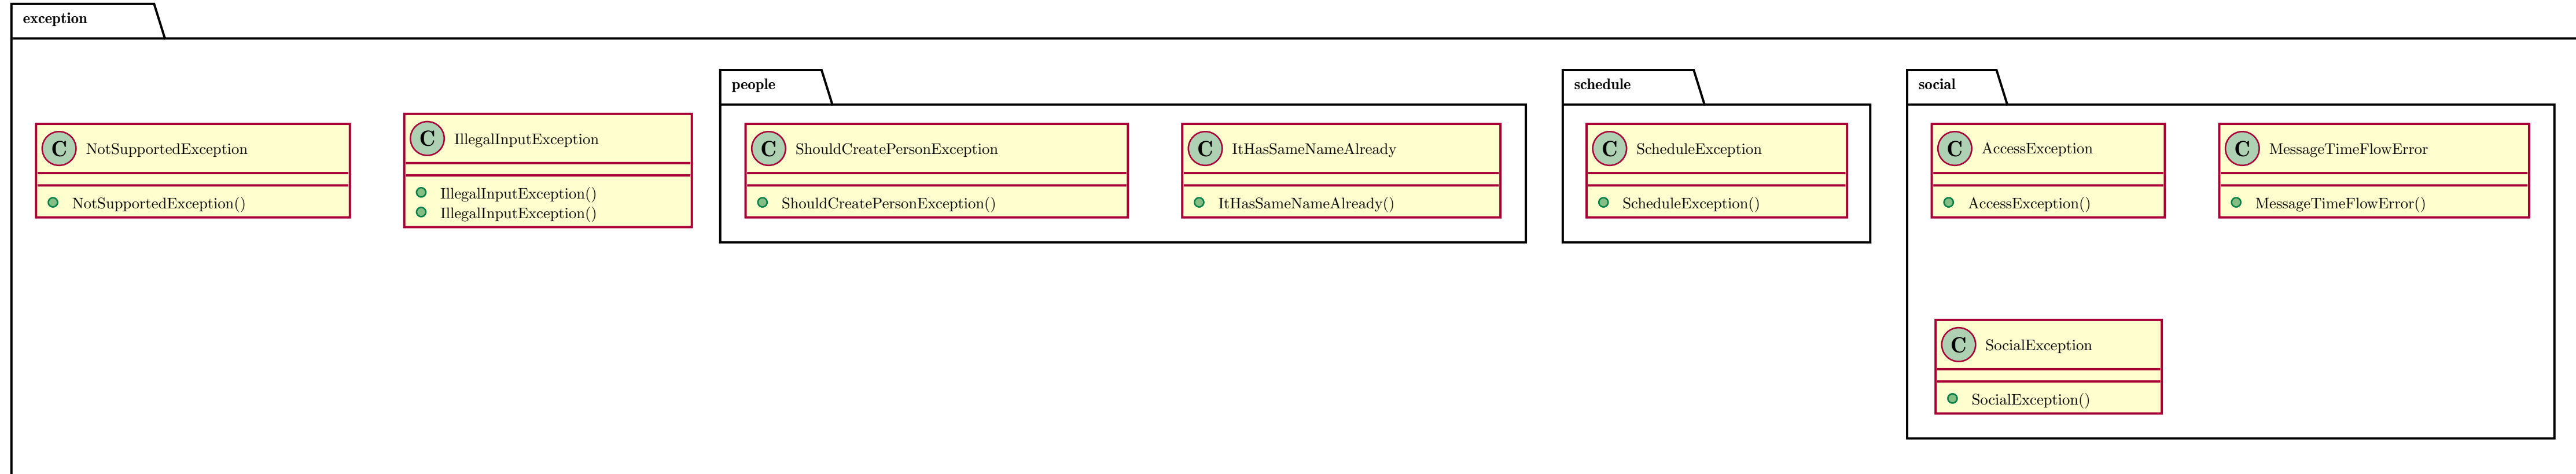 exception
people
schedule
social
C NotSupportedException
NotSupportedException()
C IllegalInputException
IllegalInputException()
IllegalInputException()
C ShouldCreatePersonException
ShouldCreatePersonException()
C ItHasSameNameAlready
ItHasSameNameAlready()
C ScheduleException
ScheduleException()
C AccessException
AccessException()
C MessageTimeFlowError
MessageTimeFlowError()
C SocialException
SocialException()